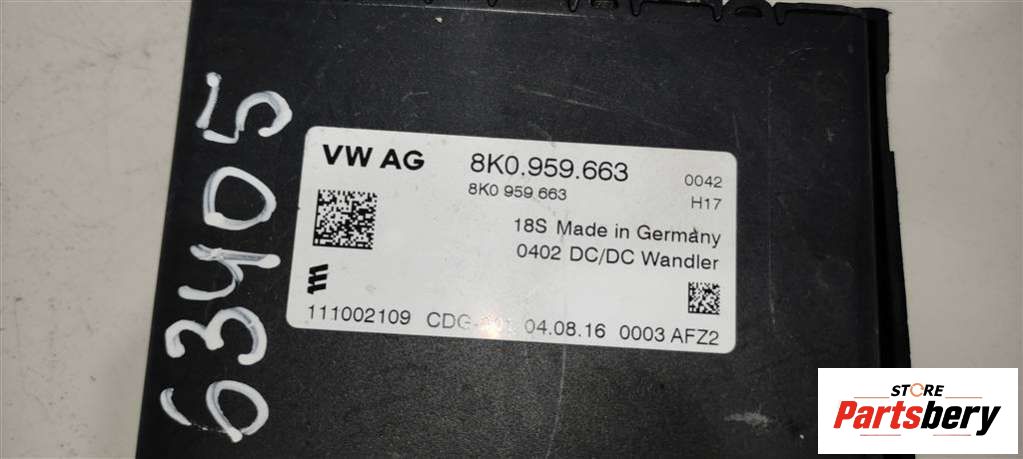 63405
VW AG
8K0.959.663
8K0 959 663
0042
H17
18S Made in Germany
0402 DC/DC Wandler
111002109 04.08.16 0003 AFZ2
STORE
Partsbery